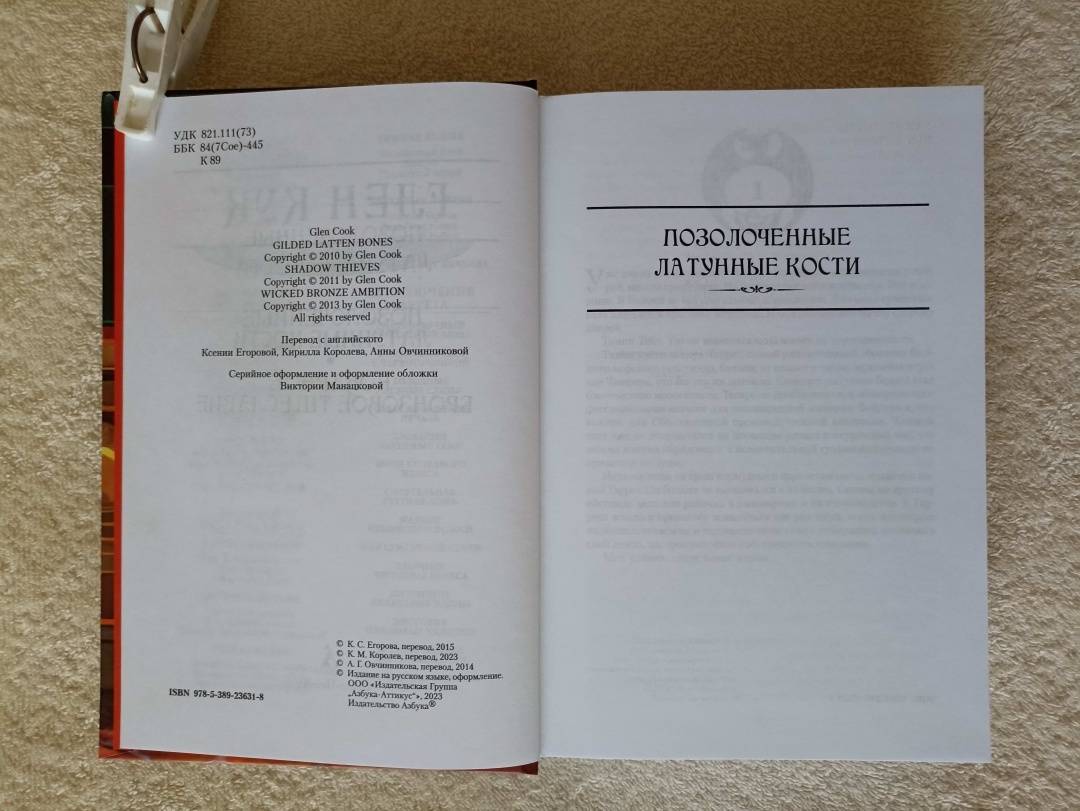 УДК 821.111(73)
ББК 84(7Сое)-445
К 89
Glen Cook
GILDED LATTEN BONES
Copyright © 2010 by Glen Cook
SHADOW THIEVES
Copyright © 2011 by Glen Cook
WICKED BRONZE AMBITION
Copyright © 2013 by Glen Cook
All rights reserved
Перевод с английского
Ксении Егоровой, Кирилла Королева, Анны Овчинниковой
Серийное оформление и оформление обложки
Виктории Манацковой
© К. С. Егорова, перевод, 2015
© К. М. Королев, перевод, 2023
© А. Г. Овчинникова, перевод, 2014
© Издание на русском языке, оформление.
ООО «Издательская Группа
„Азбука-Аттикус“», 2023
Издательство Азбука®
ISBN 978-5-389-23631-8
ПОЗОЛОЧЕННЫЕ
ЛАТУННЫЕ КОСТИ